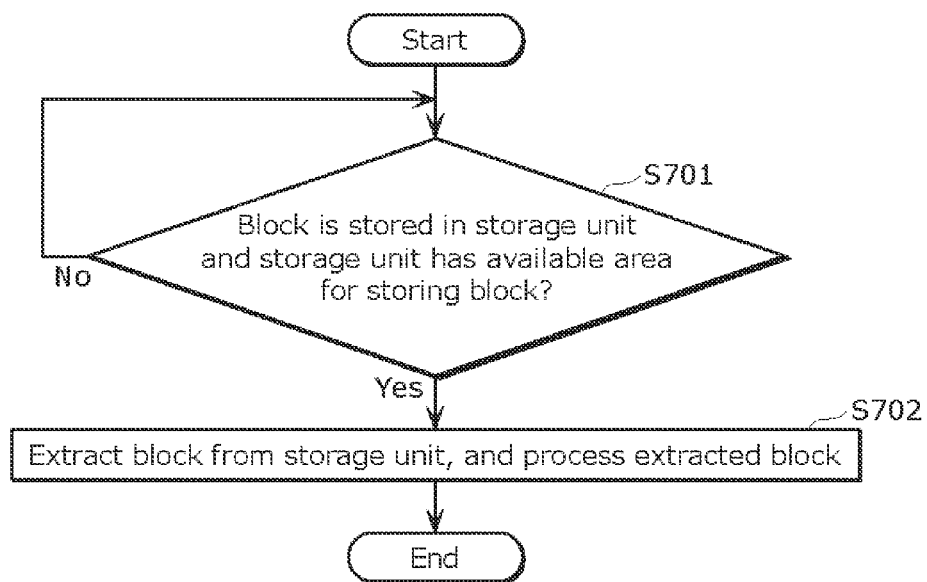 Start
S701
Block is stored in storage unit
and storage unit has available area
for storing block?
No
Yes
S702
Extract block from storage unit, and process extracted block
End